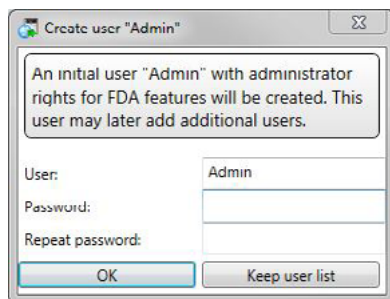 Create user "Admin"
An initial user "Admin" with administrator
rights for FDA features will be created. This
user may later add additional users.
User: Admin
Password:
Repeat password:
OK Keep user list